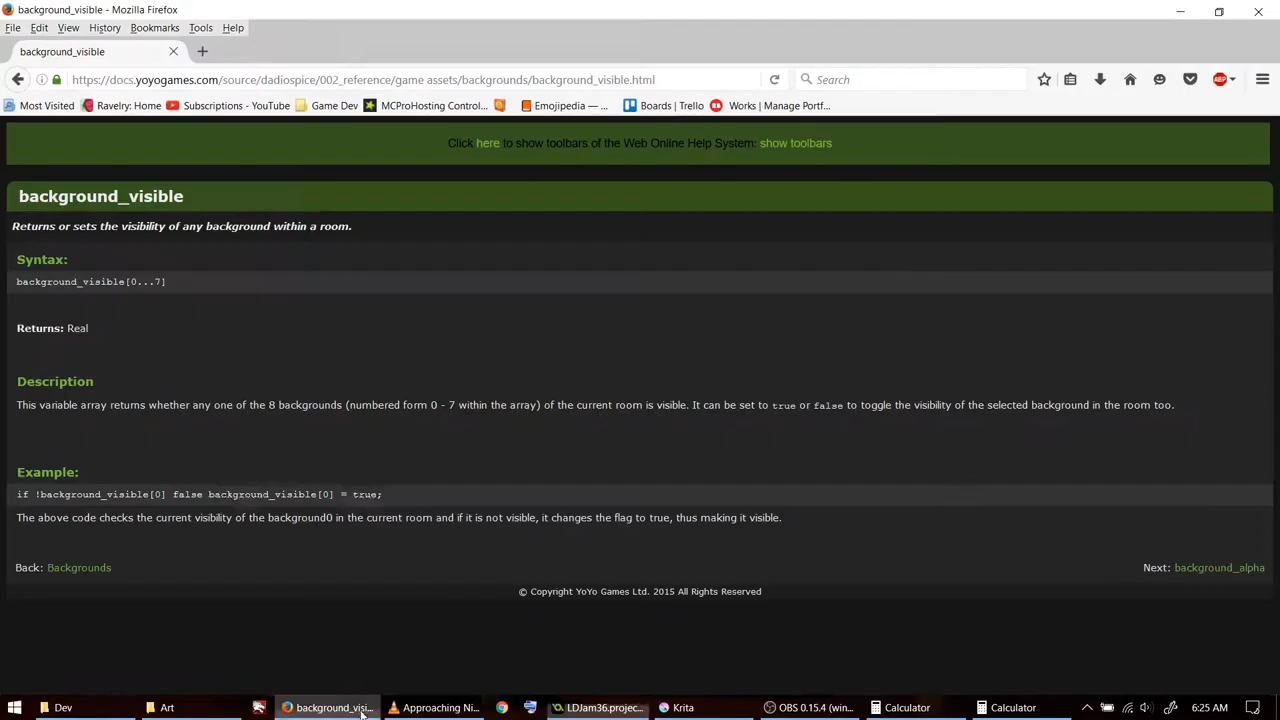 background_visible - Mozilla Firefox
File Edit View History Bookmarks Tools Help
background_visible
https://docs.yoyogames.com/source/dadiospice/002_reference/game assets/backgrounds/background_visible.html
Search
Most Visited Ravelry: Home Subscriptions - YouTube Game Dev MCProHosting Control... Emojipedia — ... Boards | Trello Works | Manage Portf...
Click here to show toolbars of the Web Online Help System: show toolbars
background_visible
Returns or sets the visibility of any background within a room.
Syntax:
background_visible[0...7]
Returns: Real
Description
This variable array returns whether any one of the 8 backgrounds (numbered form 0 - 7 within the array) of the current room is visible. It can be set to true or false to toggle the visibility of the selected background in the room too.
Example:
if !background_visible[0] false background_visible[0] = true;
The above code checks the current visibility of the background0 in the current room and if it is not visible, it changes the flag to true, thus making it visible.
Back: Backgrounds Next: background_alpha
© Copyright YoYo Games Ltd. 2015 All Rights Reserved
Dev Art background_visi... Approaching Ni... LDJam36.projec... Krita OBS 0.15.4 (win... Calculator Calculator 6:25 AM